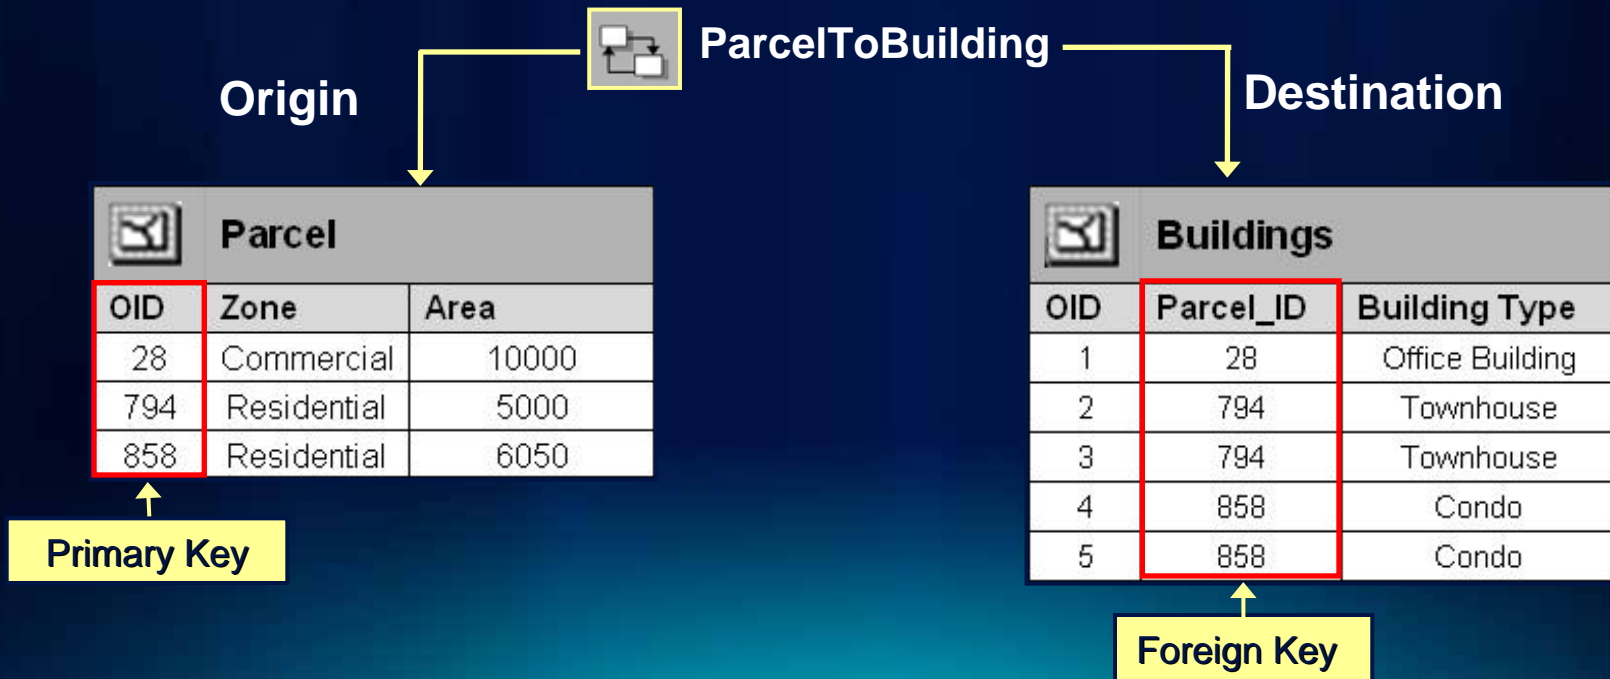 ParcelToBuilding
Origin
Destination
Parcel
OID Zone Area
28 Commercial 10000
794 Residential 5000
858 Residential 6050
Primary Key
Buildings
OID Parcel_ID Building Type
1 28 Office Building
2 794 Townhouse
3 794 Townhouse
4 858 Condo
5 858 Condo
Foreign Key